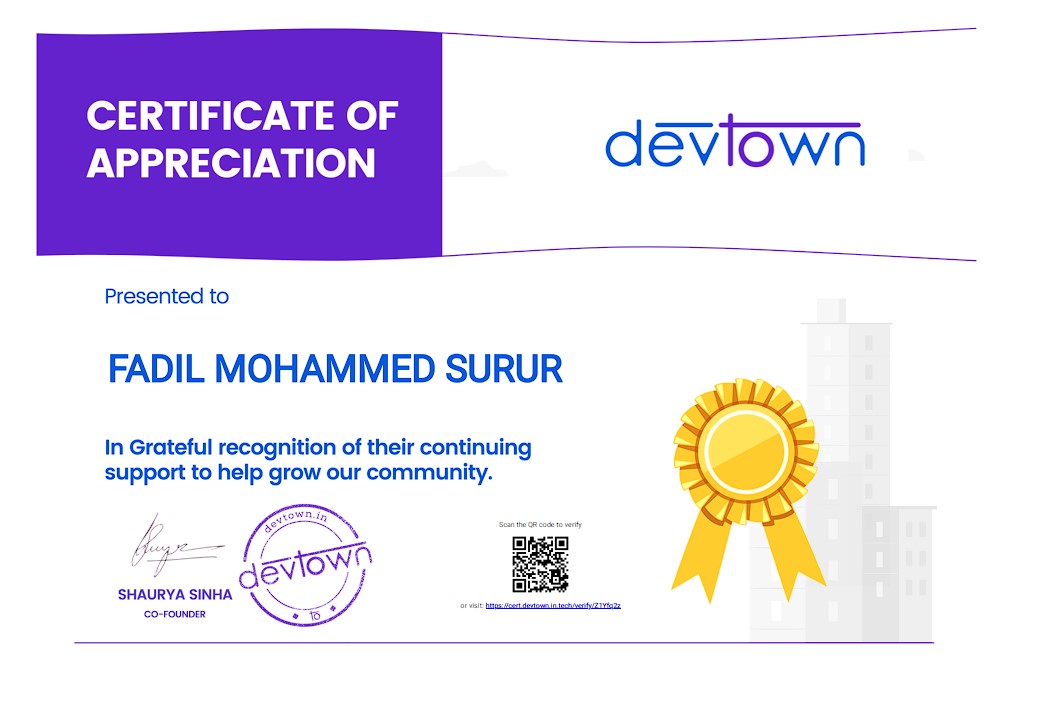 CERTIFICATE OF
APPRECIATION
devtown
Presented to
FADIL MOHAMMED SURUR
In Grateful recognition of their continuing
support to help grow our community.
SHAURYA SINHA
CO-FOUNDER
devtown.in
devtown
to
Scan the QR code to verify
or visit: https://cert.devtown.in.tech/verify/Z1Yfq2z